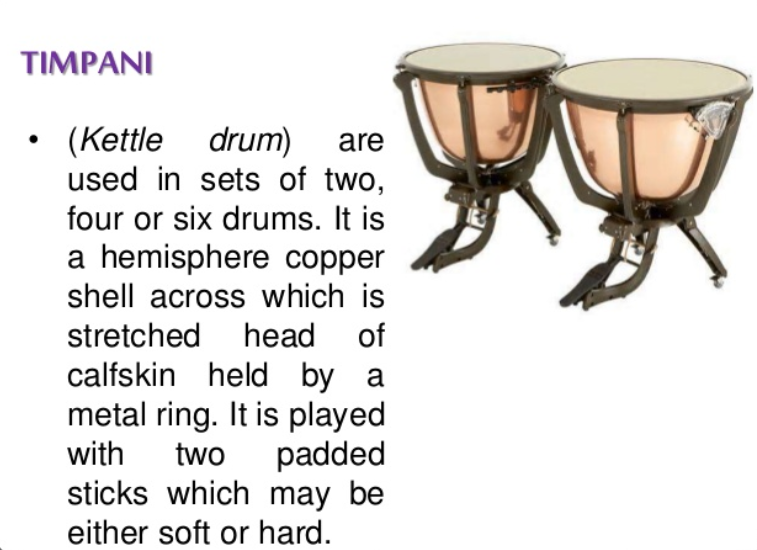 TIMPANI
• (Kettle drum) are
used in sets of two,
four or six drums. It is
a hemisphere copper
shell across which is
stretched head of
calfskin held by a
metal ring. It is played
with two padded
sticks which may be
either soft or hard.